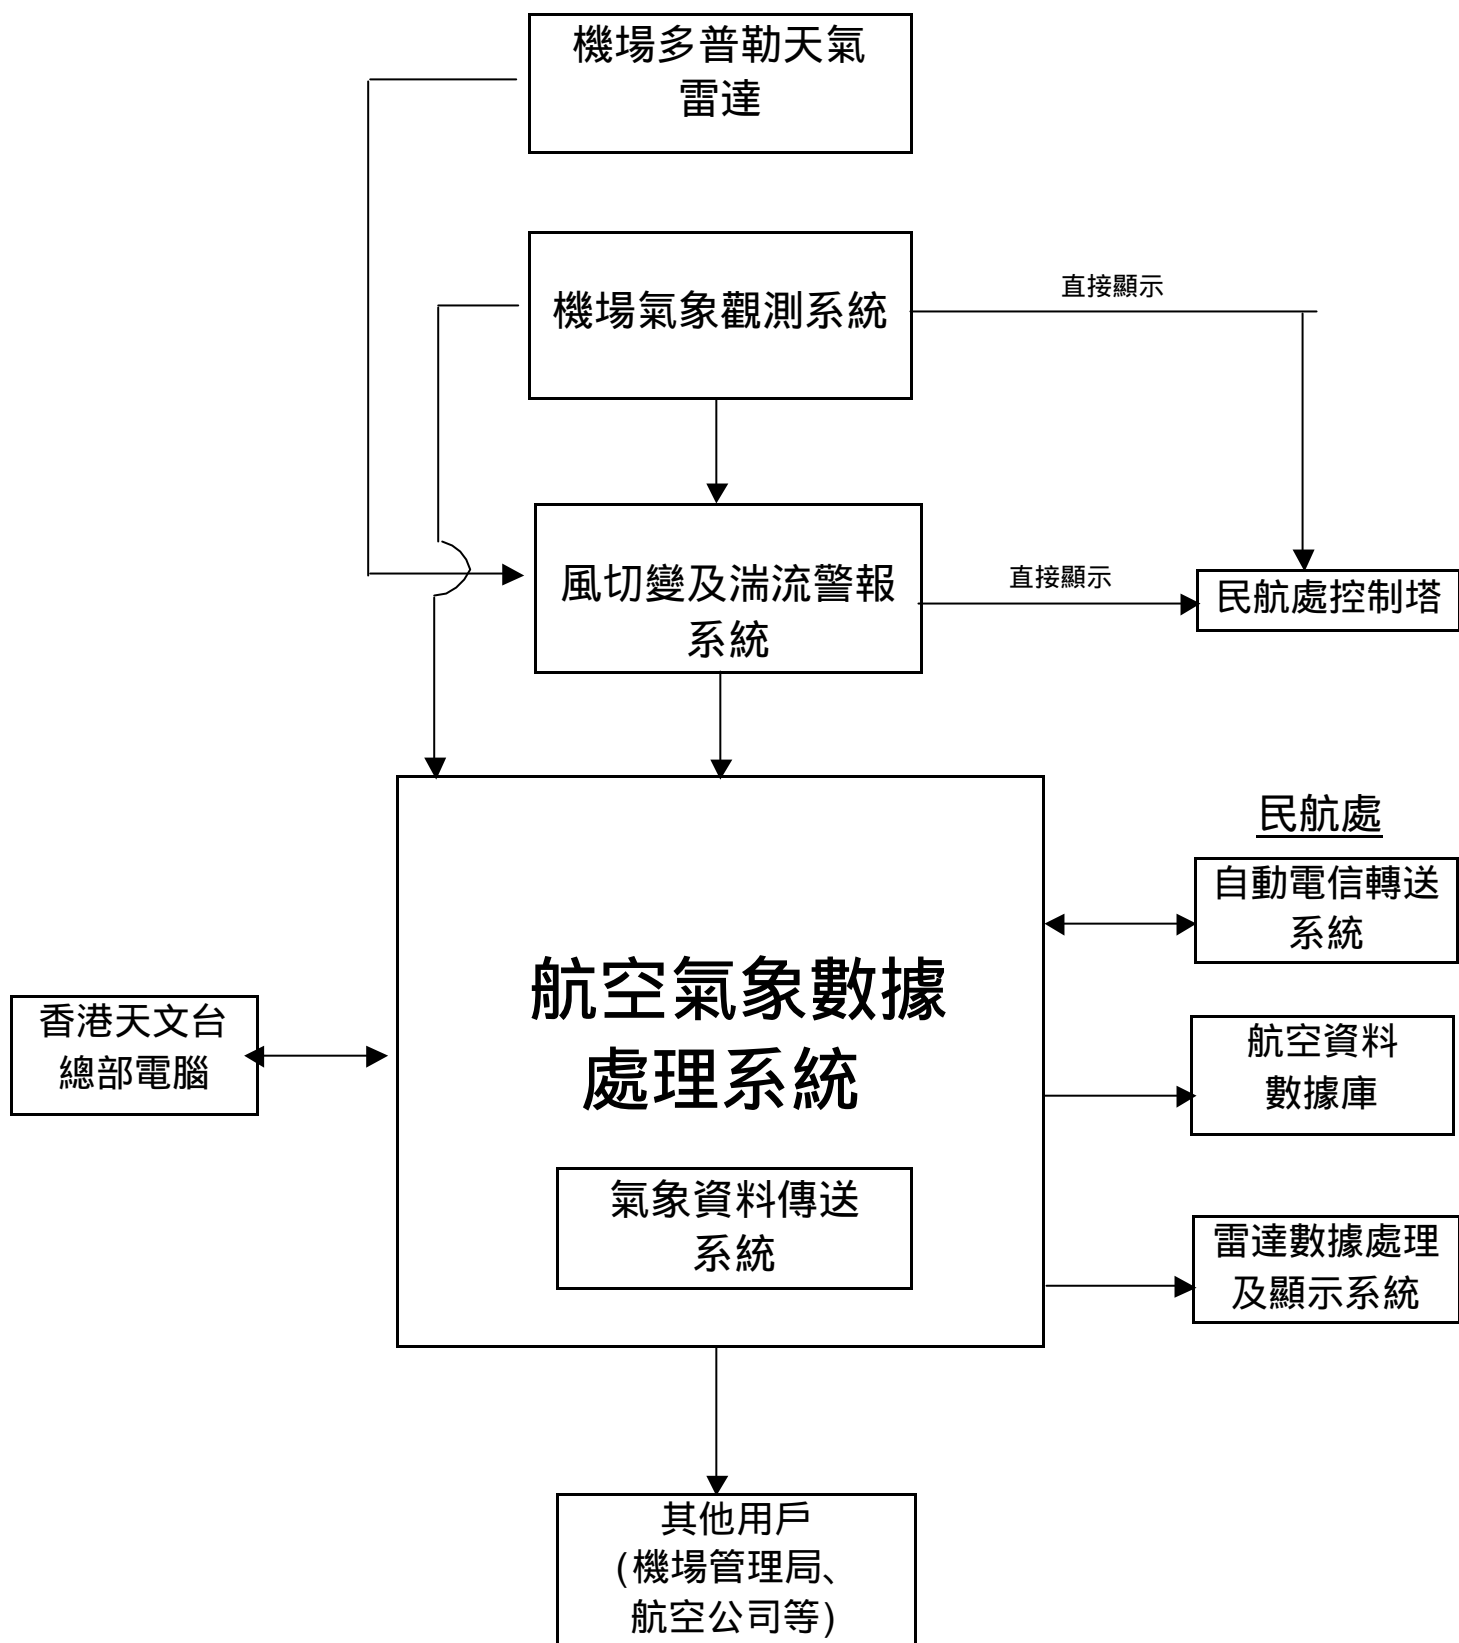 機場多普勒天氣
雷達
機場氣象觀測系統
直接顯示
風切變及湍流警報
系統
直接顯示
民航處控制塔
民航處
自動電信轉送
系統
航空氣象數據
處理系統
香港天文台
總部電腦
航空資料
數據庫
氣象資料傳送
系統
雷達數據處理
及顯示系統
其他用戶
(機場管理局、
航空公司等)